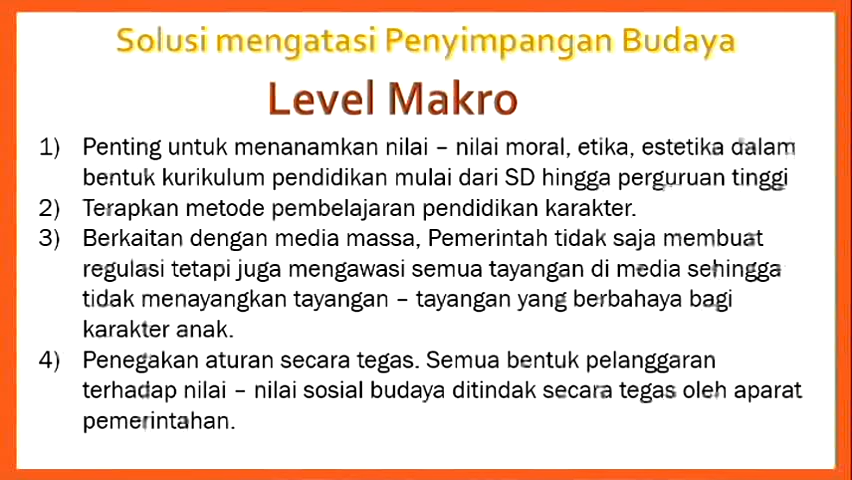 Solusi mengatasi Penyimpangan Budaya
Level Makro
1) Penting untuk menanamkan nilai – nilai moral, etika, estetika dalam
bentuk kurikulum pendidikan mulai dari SD hingga perguruan tinggi
2) Terapkan metode pembelajaran pendidikan karakter.
3) Berkaitan dengan media massa, Pemerintah tidak saja membuat
regulasi tetapi juga mengawasi semua tayangan di media sehingga
tidak menayangkan tayangan – tayangan yang berbahaya bagi
karakter anak.
4) Penegakan aturan secara tegas. Semua bentuk pelanggaran
terhadap nilai – nilai sosial budaya ditindak secara tegas oleh aparat
pemerintahan.